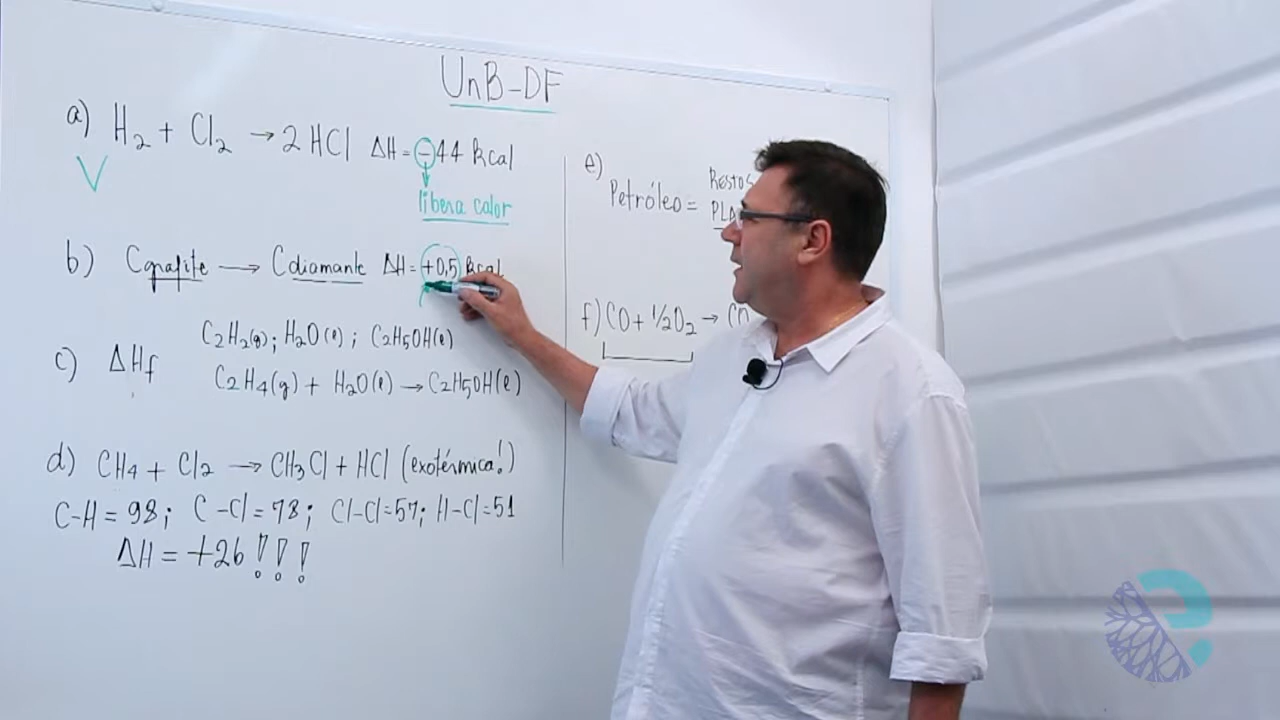 UnB-DF
a) H₂ + Cl₂ → 2 HCl ΔH = -44 kcal
V
libera calor
b) Cgrafite → Cdiamante ΔH = +0,5 kcal
c) ΔHf C₂H₂(g); H₂O(l); C₂H5OH(l)
C₂H₄(g) + H₂O(l) → C₂H5OH(l)
d) CH4 + Cl₂ → CH3Cl + HCl (exotérmica!)
C-H = 98; C-Cl = 78; Cl-Cl = 57; H-Cl = 51
ΔH = +26!!!
e) Petróleo = Restos
f) CO + 1/2 O₂ →